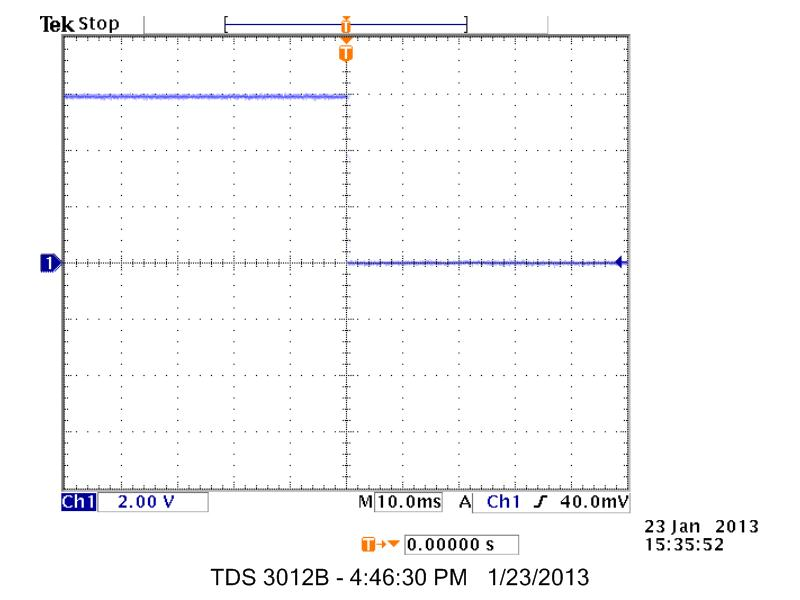 Tek Stop
T
T
1
Ch1 2.00 V M 10.0ms A Ch1 40.0mV
T 0.00000 s
23 Jan 2013
15:35:52
TDS 3012B - 4:46:30 PM 1/23/2013